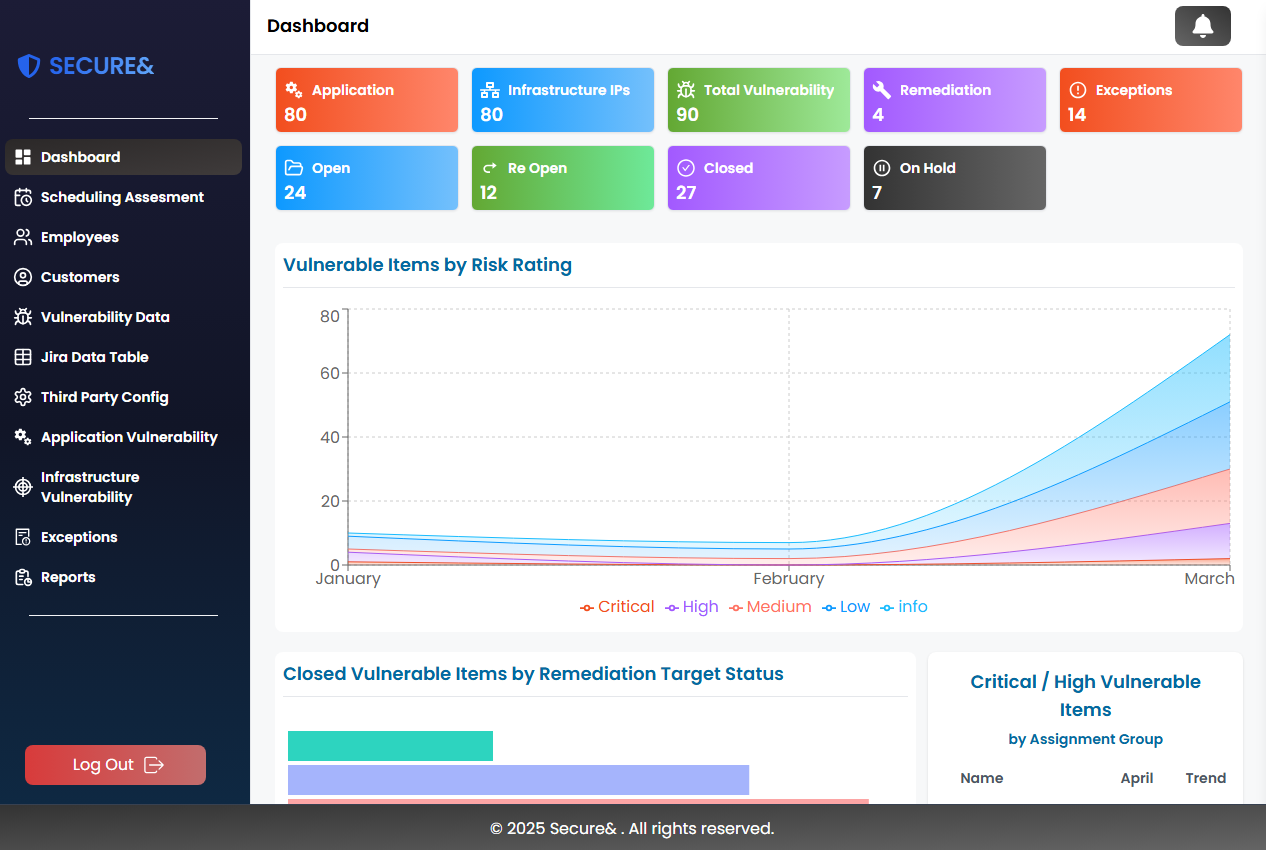 SECURE&
Dashboard
Scheduling Assesment
Employees
Customers
Vulnerability Data
Jira Data Table
Third Party Config
Application Vulnerability
Infrastructure
Vulnerability
Exceptions
Reports
Log Out
Dashboard
Application
80
Infrastructure IPs
80
Total Vulnerability
90
Remediation
4
Exceptions
14
Open
24
Re Open
12
Closed
27
On Hold
7
Vulnerable Items by Risk Rating
80
60
40
20
0
January February March
Critical High Medium Low info
Closed Vulnerable Items by Remediation Target Status
Critical / High Vulnerable
Items
by Assignment Group
Name April Trend
© 2025 Secure& . All rights reserved.